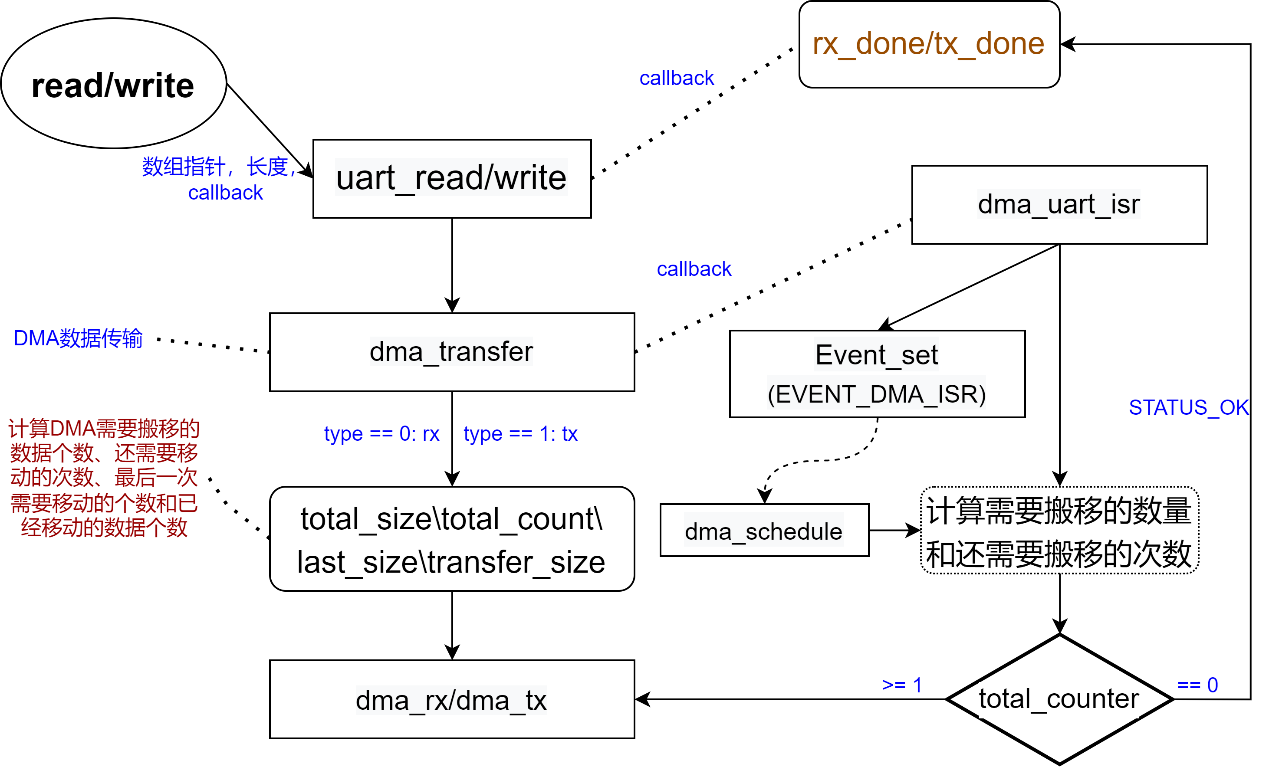 read/write
数组指针，长度，
callback
uart_read/write
callback
rx_done/tx_done
dma_uart_isr
callback
DMA数据传输
dma_transfer
Event_set
(EVENT_DMA_ISR)
STATUS_OK
type == 0: rx
type == 1: tx
计算DMA需要搬移的
数据个数、还需要移
动的次数、最后一次
需要移动的个数和已
经移动的数据个数
total_size\total_count\
last_size\transfer_size
dma_schedule
计算需要搬移的数量
和还需要搬移的次数
dma_rx/dma_tx
>= 1
total_counter
== 0